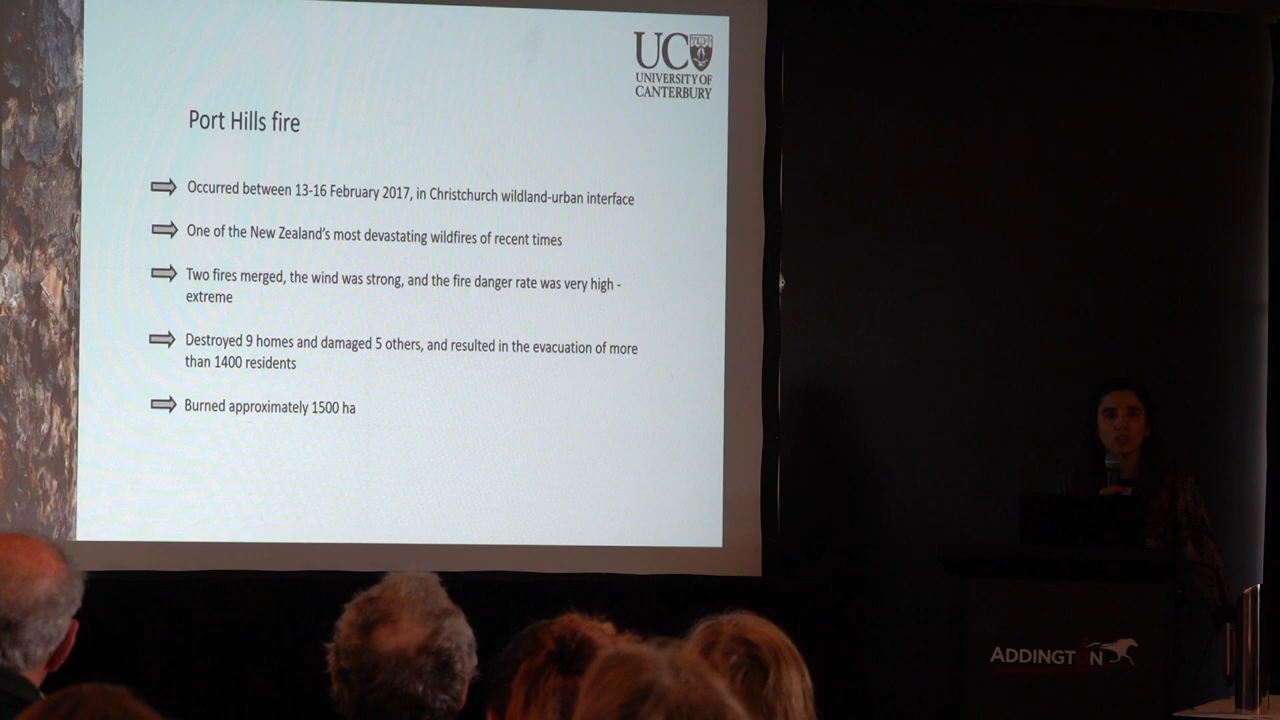 UC
UNIVERSITY OF
CANTERBURY
Port Hills fire
Occurred between 13-16 February 2017, in Christchurch wildland-urban interface
One of the New Zealand's most devastating wildfires of recent times
Two fires merged, the wind was strong, and the fire danger rate was very high -
extreme
Destroyed 9 homes and damaged 5 others, and resulted in the evacuation of more
than 1400 residents
Burned approximately 1500 ha
ADDINGTON